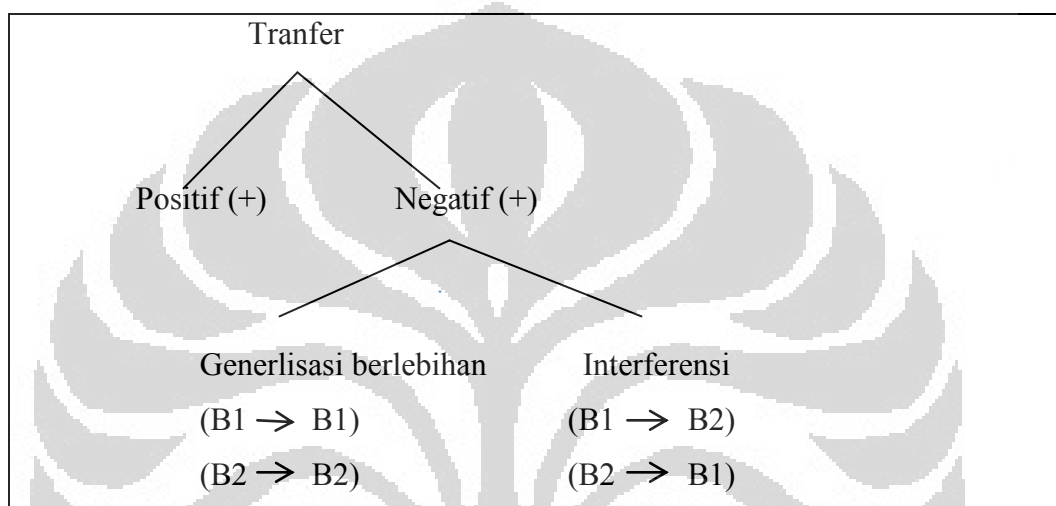 Tranfer
Positif (+) Negatif (+)
Generlisasi berlebihan Interferensi
(B1 → B1) (B1 → B2)
(B2 → B2) (B2 → B1)